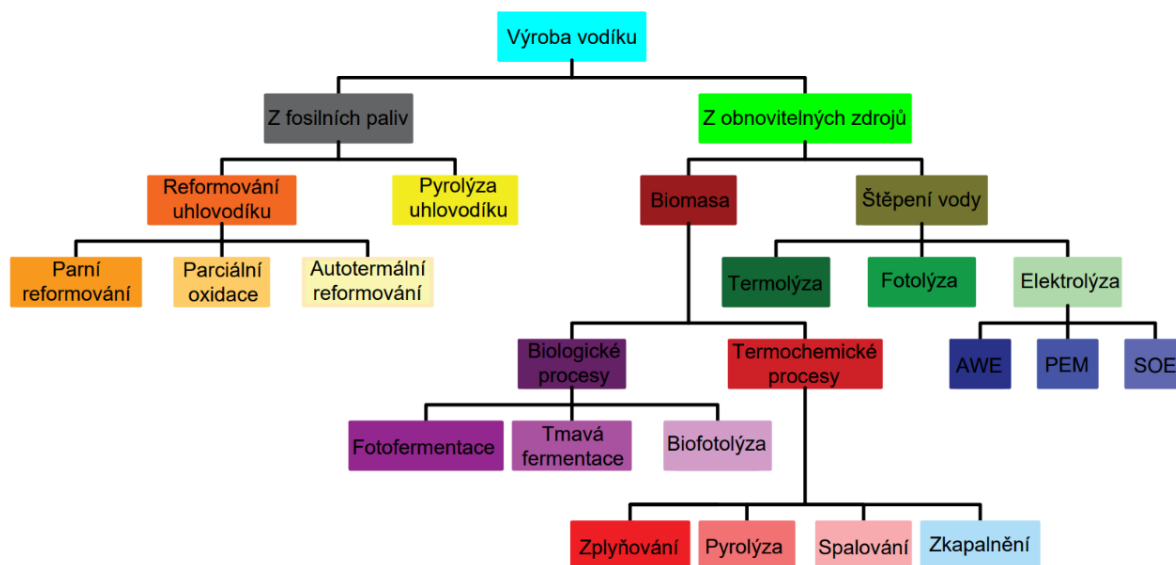 Výroba vodíku
Z fosilních paliv
Z obnovitelných zdrojů
Reformování
uhlovodíku
Pyrolýza
uhlovodíku
Biomasa
Štěpení vody
Parní
reformování
Parciální
oxidace
Autotermální
reformování
Termolýza
Fotolýza
Elektrolýza
Biologické
procesy
Termochemické
procesy
AWE
PEM
SOE
Fotofermentace
Tmavá
fermentace
Biofotolýza
Zplyňování
Pyrolýza
Spalování
Zkapalnění